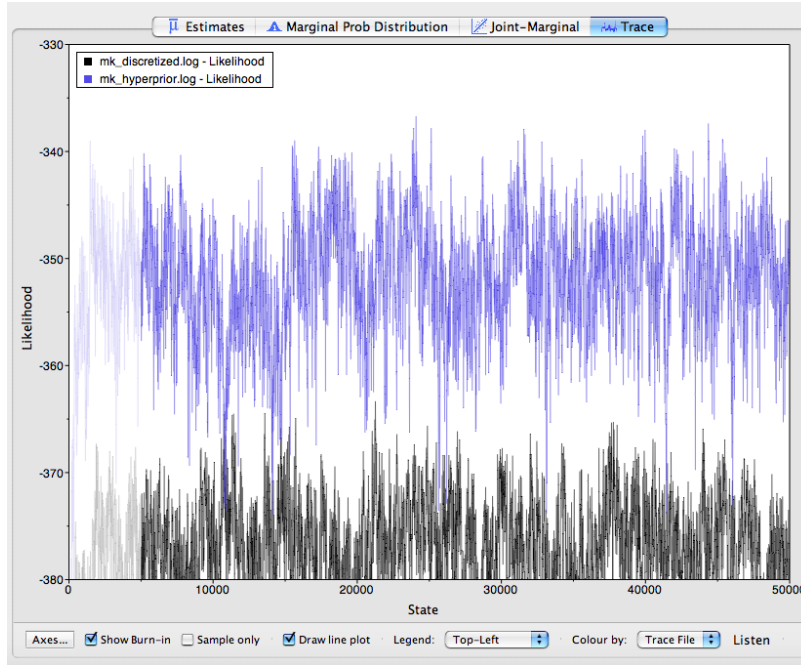 Estimates Marginal Prob Distribution Joint-Marginal Trace
-330
mk_discretized.log - Likelihood
mk_hyperprior.log - Likelihood
-340
-350
Likelihood
-360
-370
-380
0 10000 20000 30000 40000 50000
State
Axes... Show Burn-in Sample only Draw line plot Legend: Top-Left Colour by: Trace File Listen